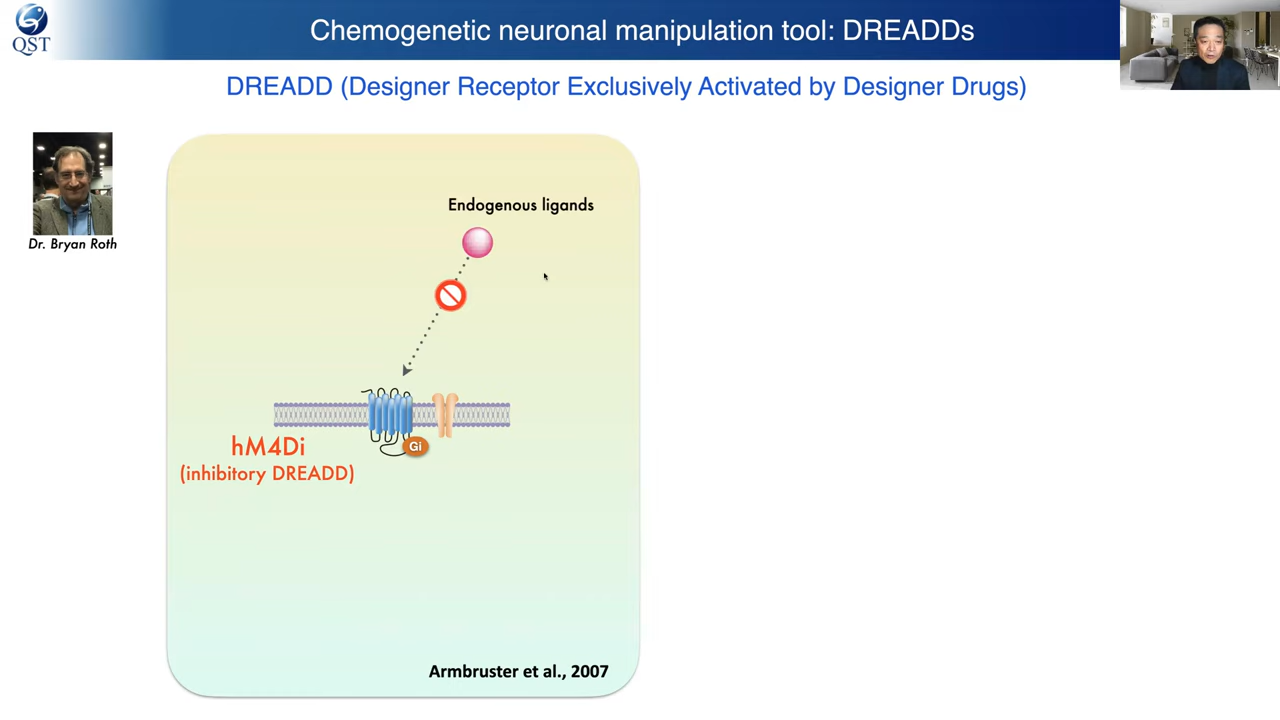 QST
Chemogenetic neuronal manipulation tool: DREADDs
DREADD (Designer Receptor Exclusively Activated by Designer Drugs)
Dr. Bryan Roth
Endogenous ligands
hM4Di
(inhibitory DREADD)
Gi
Armbruster et al., 2007